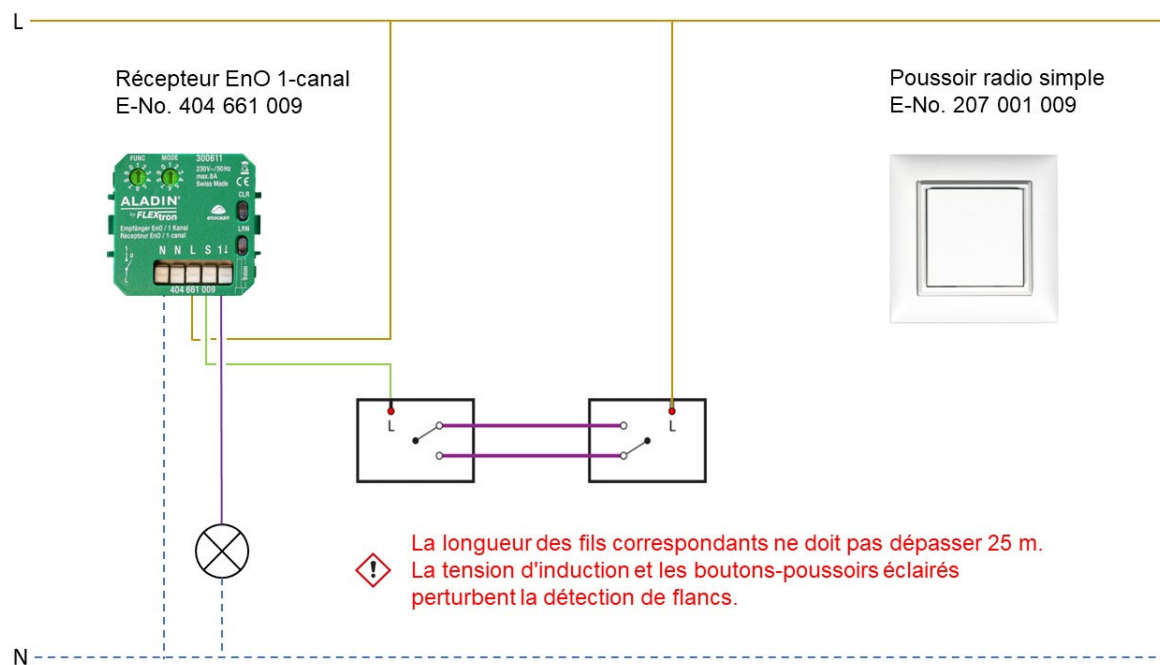 L
Récepteur EnO 1-canal
E-No. 404 661 009
Poussoir radio simple
E-No. 207 001 009
FUNC MODE 300611
230V~/50Hz
max.6A
Swiss Made
CE
CLR
ALADIN®
by FLEXtron
enocean
LRN
Empfänger EnO / 1 Kanal
Récepteur EnO / 1 canal
N N L S 1↓
1
μ
L
9mm
404 661 009
L
L
La longueur des fils correspondants ne doit pas dépasser 25 m.
La tension d'induction et les boutons-poussoirs éclairés
perturbent la détection de flancs.
N